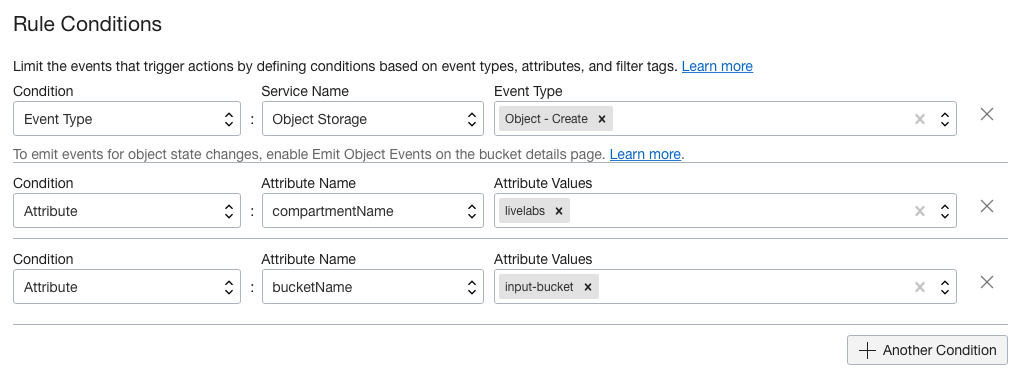 Rule Conditions
Limit the events that trigger actions by defining conditions based on event types, attributes, and filter tags. Learn more
Condition Service Name Event Type
Event Type : Object Storage Object - Create
To emit events for object state changes, enable Emit Object Events on the bucket details page. Learn more.
Condition Attribute Name Attribute Values
Attribute : compartmentName livelabs
Condition Attribute Name Attribute Values
Attribute : bucketName input-bucket
Another Condition